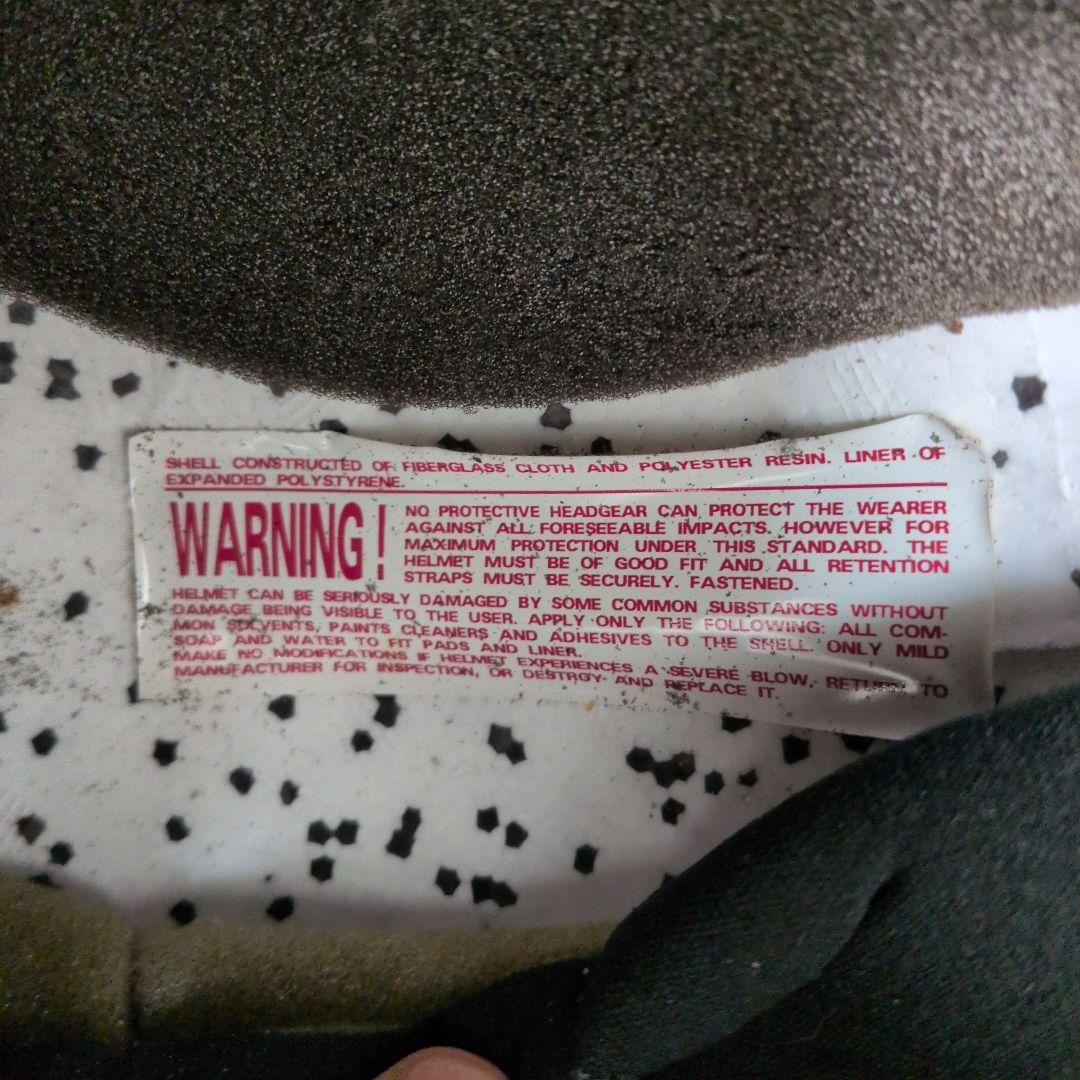 SHELL CONSTRUCTED OF: FIBERGLASS CLOTH AND POLYESTER RESIN. LINER OF
EXPANDED POLYSTYRENE.
WARNING!
NO PROTECTIVE HEADGEAR CAN PROTECT THE WEARER
AGAINST ALL FORESEEABLE IMPACTS. HOWEVER FOR
MAXIMUM PROTECTION UNDER THIS STANDARD. THE
HELMET MUST BE OF GOOD FIT AND ALL RETENTION
STRAPS MUST BE SECURELY. FASTENED.
HELMET CAN BE SERIOUSLY DAMAGED BY SOME COMMON SUBSTANCES WITHOUT
DAMAGE BEING VISIBLE TO THE USER. APPLY ONLY THE FOLLOWING: ALL COM-
MON SOLVENTS, PAINTS CLEANERS AND ADHESIVES TO THE SHELL. ONLY MILD
SOAP AND WATER TO FIT PADS AND LINER.
MAKE NO MODIFICATIONS IF HELMET EXPERIENCES A SEVERE BLOW, RETURN TO
MANUFACTURER FOR INSPECTION, OR DESTROY AND REPLACE IT.